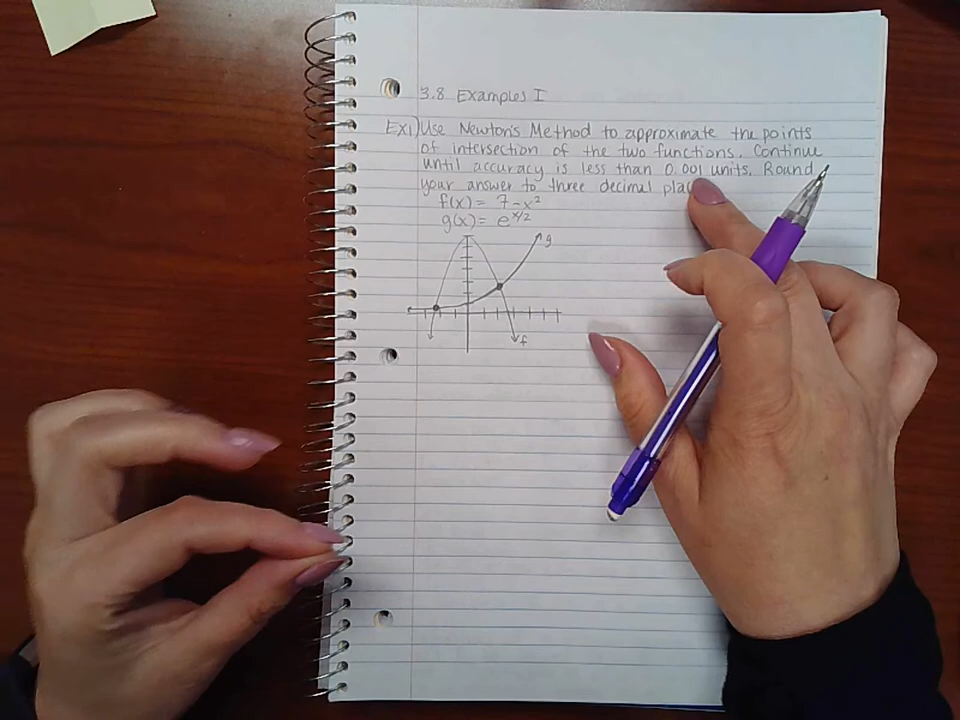 3.8 Examples I
EX1) Use Newton's Method to approximate the points
of intersection of the two functions. Continue
until accuracy is less than 0.001 units. Round
your answer to three decimal
f(x) = 7-x²
g(x) = e^(x/2)
g
f